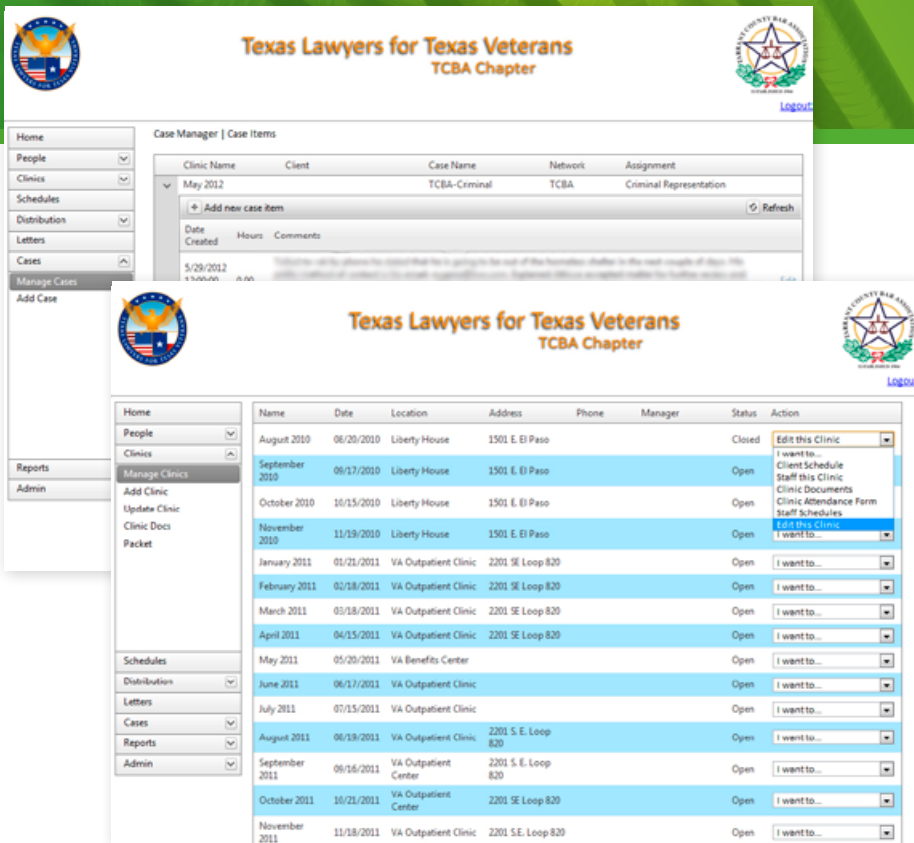 Texas Lawyers for Texas Veterans
TCBA Chapter
Logout
Home
People
Clinics
Schedules
Distribution
Letters
Cases
Manage Cases
Add Case
Reports
Admin
Case Manager | Case Items
Clinic Name Client Case Name Network Assignment
May 2012 TCBA-Criminal TCBA Criminal Representation
+ Add new case item Refresh
Date
Created Hours Comments
5/29/2012
12:00:00 0.00 Edit
Texas Lawyers for Texas Veterans
TCBA Chapter
Logou
Home
People
Clinics
Manage Clinics
Add Clinic
Update Clinic
Clinic Docs
Packet
Schedules
Distribution
Letters
Cases
Reports
Admin
Name Date Location Address Phone Manager Status Action
August 2010 08/20/2010 Liberty House 1501 E. El Paso Closed Edit this Clinic
I want to...
Client Schedule
Staff this Clinic
Clinic Documents
Clinic Attendance Form
Staff Schedules
Edit this Clinic
September
2010 09/17/2010 Liberty House 1501 E. El Paso Open
October 2010 10/15/2010 Liberty House 1501 E. El Paso Open
November
2010 11/19/2010 Liberty House 1501 E. El Paso Open I want to...
January 2011 01/21/2011 VA Outpatient Clinic 2201 SE Loop 820 Open I want to...
February 2011 02/18/2011 VA Outpatient Clinic 2201 SE Loop 820 Open I want to...
March 2011 03/18/2011 VA Outpatient Clinic 2201 SE Loop 820 Open I want to...
April 2011 04/15/2011 VA Outpatient Clinic 2201 SE Loop 820 Open I want to...
May 2011 05/20/2011 VA Benefits Center Open I want to...
June 2011 06/17/2011 VA Outpatient Clinic Open I want to...
July 2011 07/15/2011 VA Outpatient Clinic Open I want to...
August 2011 08/19/2011 VA Outpatient Clinic 2201 S. E. Loop
820 Open I want to...
September
2011 09/16/2011 VA Outpatient
Center 2201 S. E. Loop
820 Open I want to...
October 2011 10/21/2011 VA Outpatient
Center 2201 SE Loop 820 Open I want to...
November
2011 11/18/2011 VA Outpatient Clinic 2201 S.E. Loop 820 Open I want to...